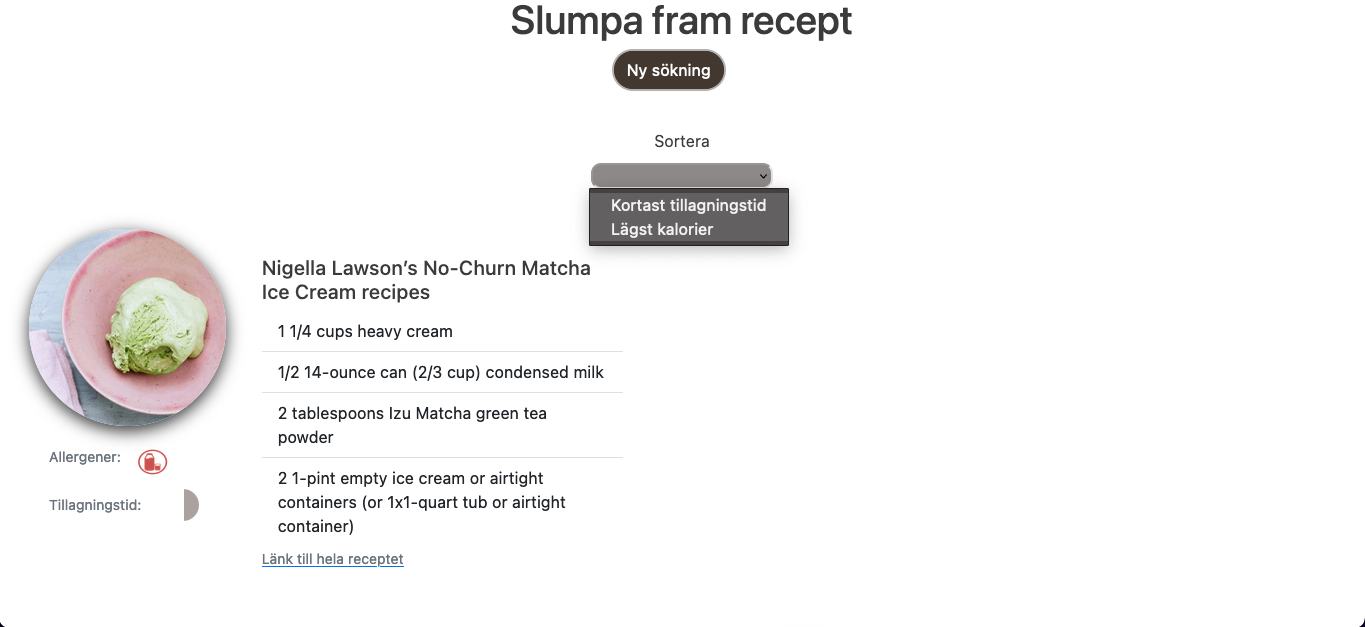 Slumpa fram recept
Ny sökning
Sortera
Kortast tillagningstid
Lägst kalorier
Nigella Lawson’s No-Churn Matcha
Ice Cream recipes
1 1/4 cups heavy cream
1/2 14-ounce can (2/3 cup) condensed milk
2 tablespoons Izu Matcha green tea
powder
2 1-pint empty ice cream or airtight
containers (or 1x1-quart tub or airtight
container)
Länk till hela receptet
Allergener:
Tillagningstid: